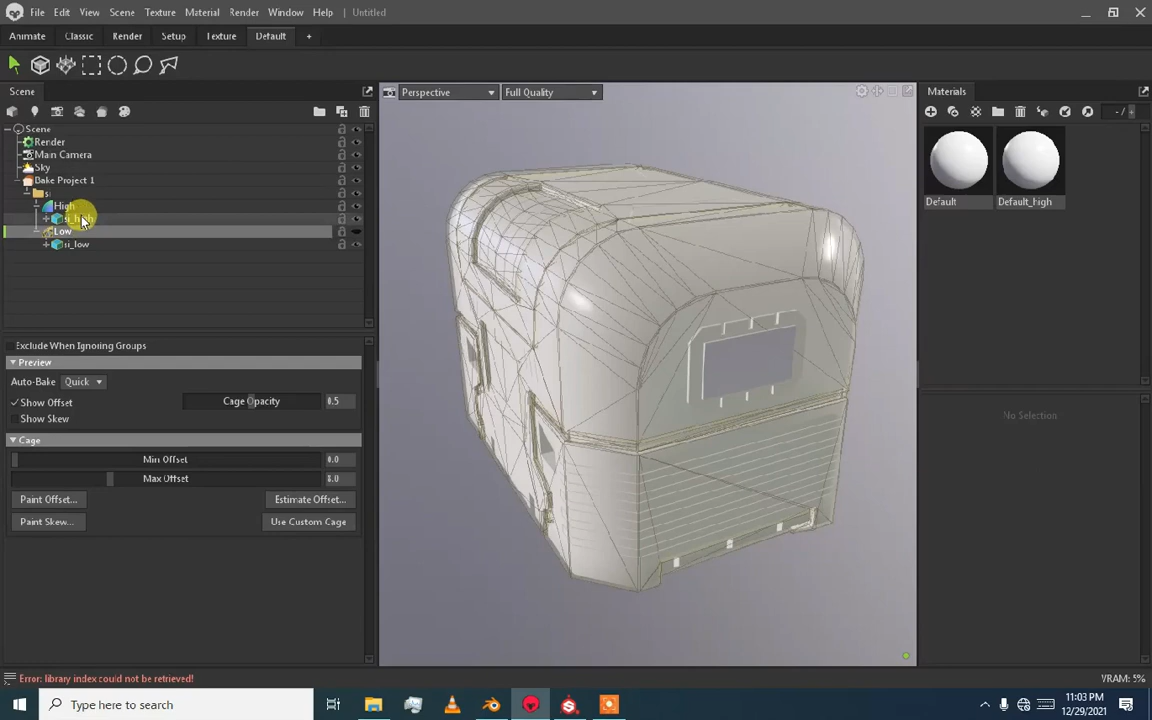 File Edit View Scene Texture Material Render Window Help Untitled
Animate Classic Render Setup Texture Default +
Scene
Perspective Full Quality
Materials
- / +
Scene
Render
Main Camera
Sky
Bake Project 1
si
High
si_high
Low
si_low
Default Default_high
Exclude When Ignoring Groups
Preview
Auto-Bake Quick
Show Offset Cage Opacity 0.5
Show Skew
Cage
Min Offset 0.0
Max Offset 8.0
Paint Offset... Estimate Offset...
Paint Skew... Use Custom Cage
No Selection
Error: library index could not be retrieved! VRAM: 5%
Type here to search
11:03 PM
12/29/2021